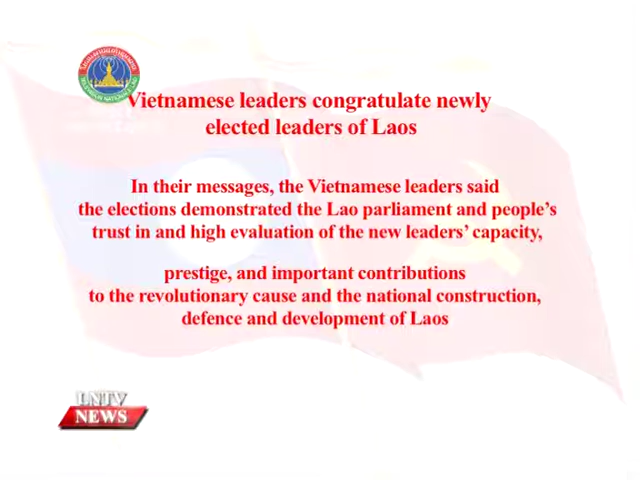 Vietnamese leaders congratulate newly
elected leaders of Laos
In their messages, the Vietnamese leaders said
the elections demonstrated the Lao parliament and people's
trust in and high evaluation of the new leaders' capacity,
prestige, and important contributions
to the revolutionary cause and the national construction,
defence and development of Laos
LNTV
NEWS